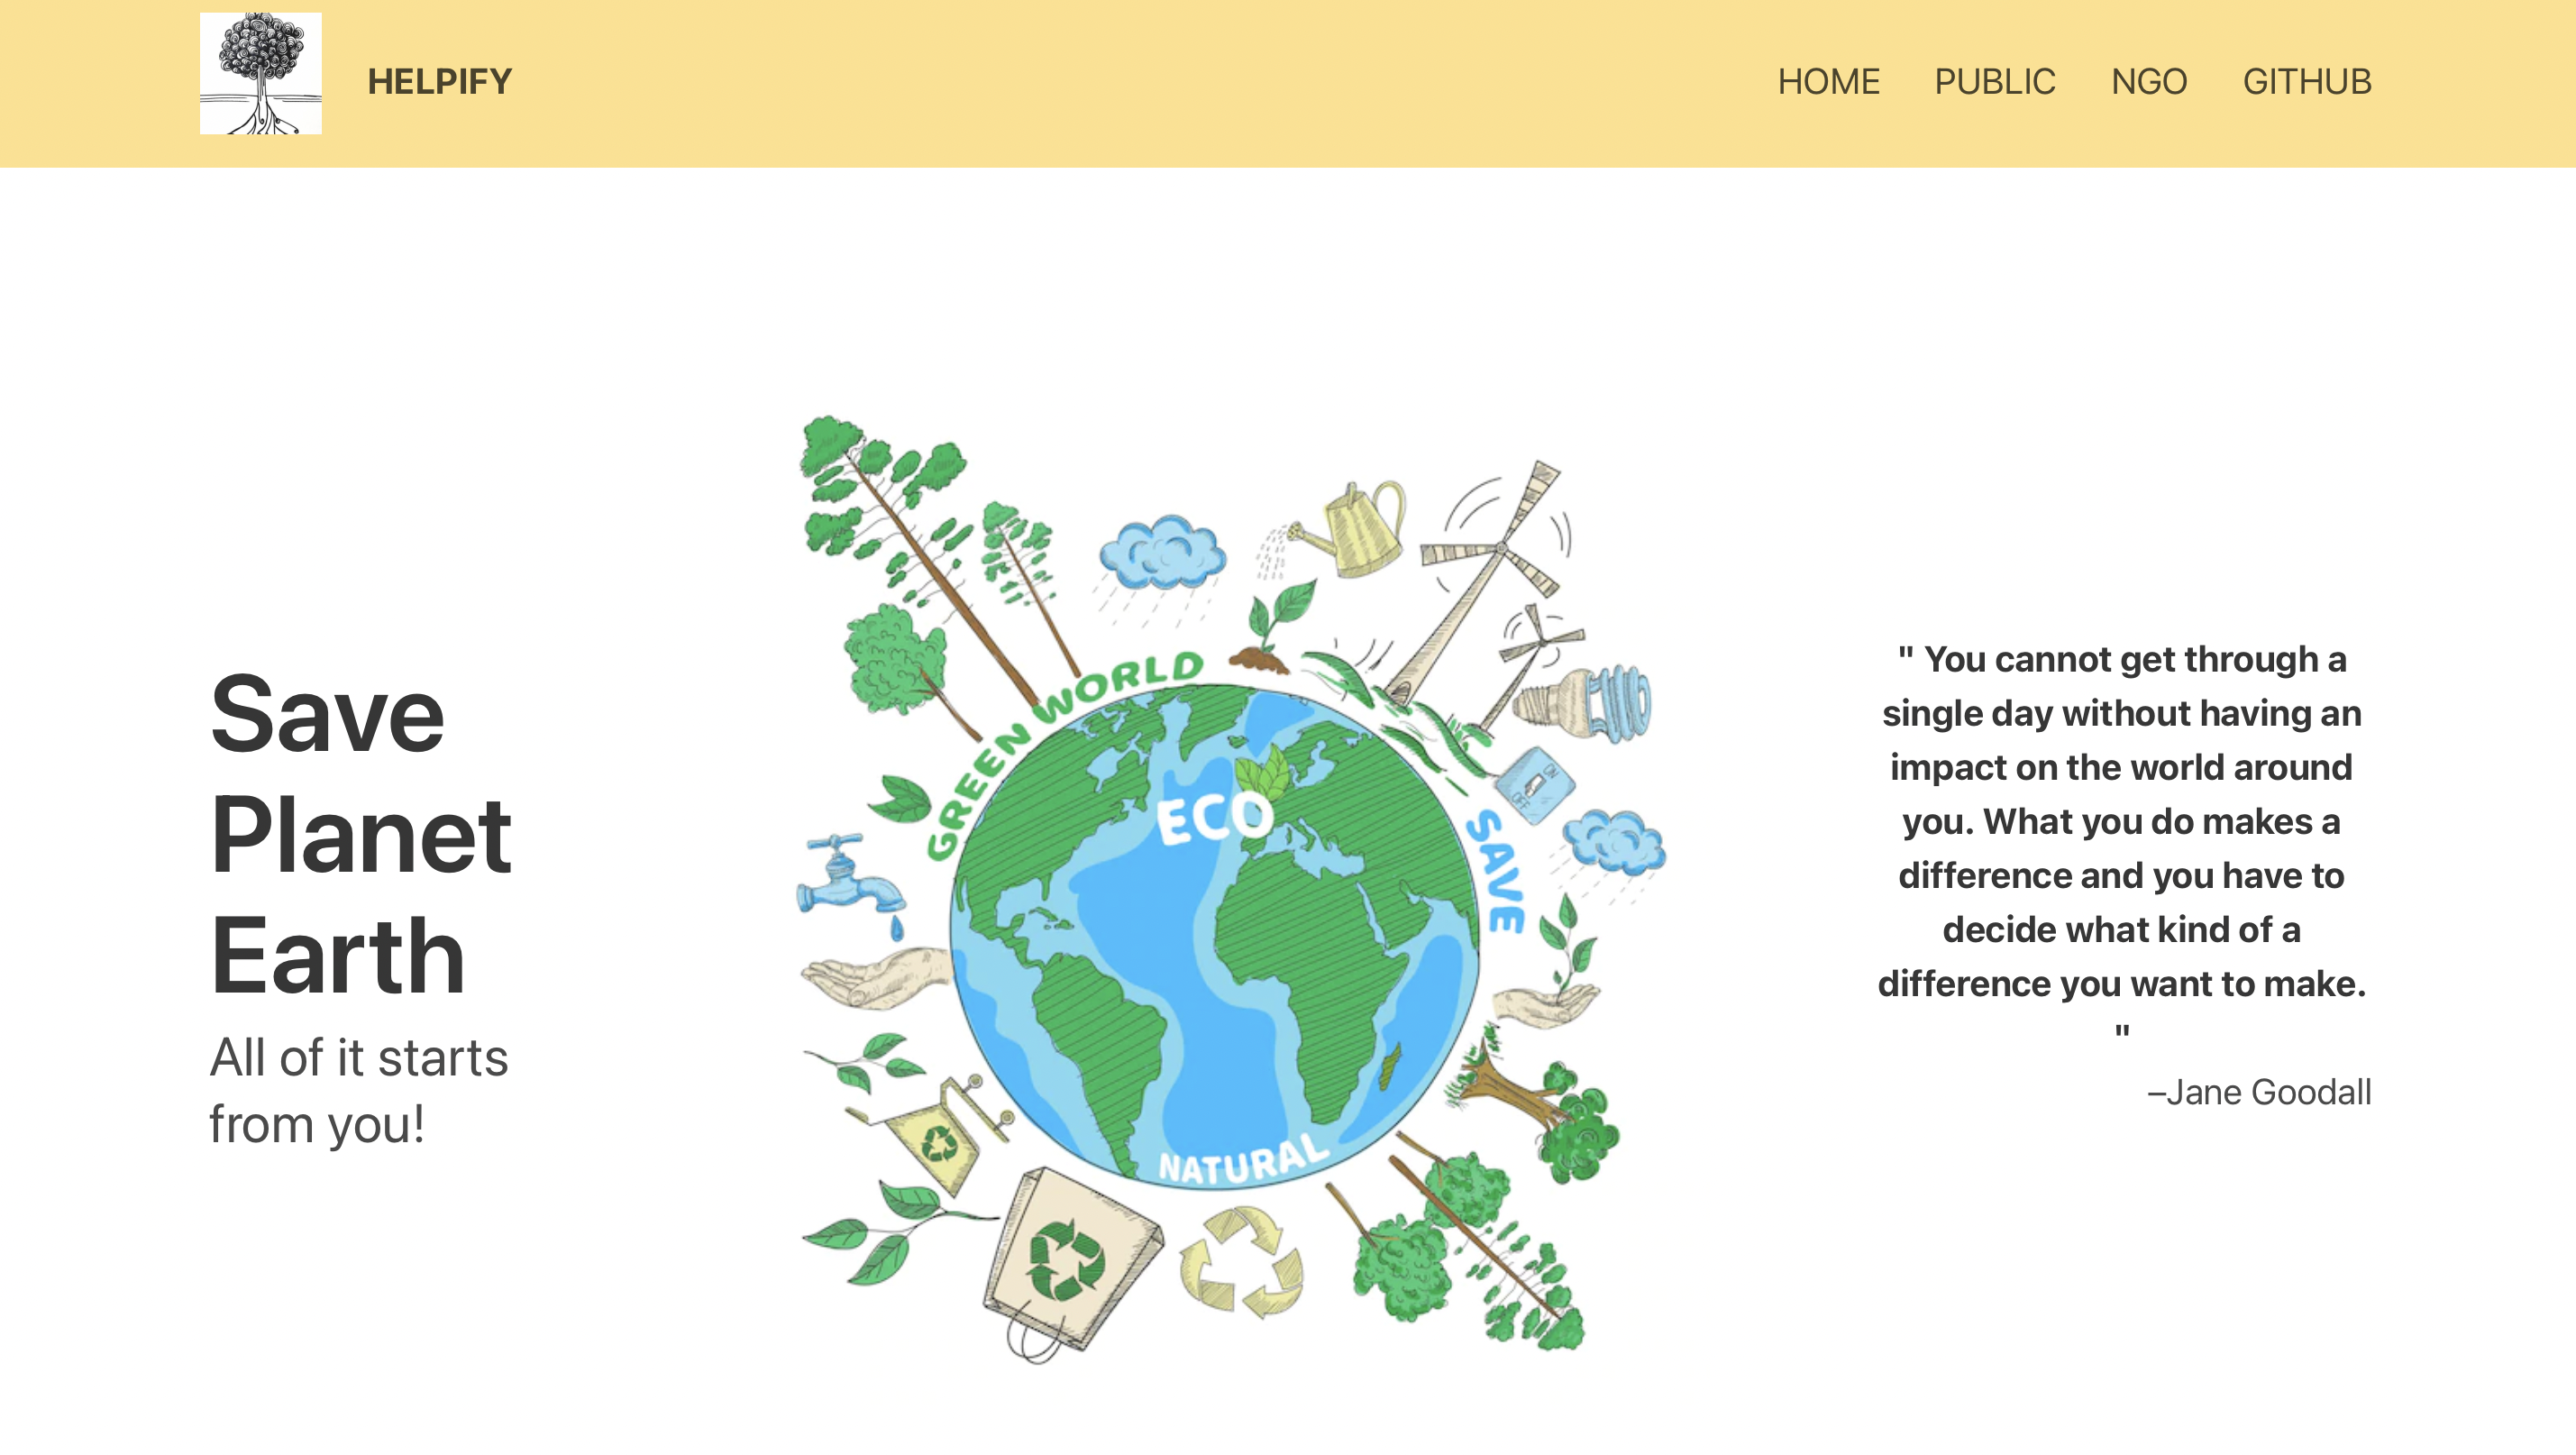 HELPIFY
HOME PUBLIC NGO GITHUB
Save
Planet
Earth
All of it starts
from you!
GREEN WORLD
ECO
SAVE
ON
OFF
NATURAL
" You cannot get through a
single day without having an
impact on the world around
you. What you do makes a
difference and you have to
decide what kind of a
difference you want to make.
"
–Jane Goodall